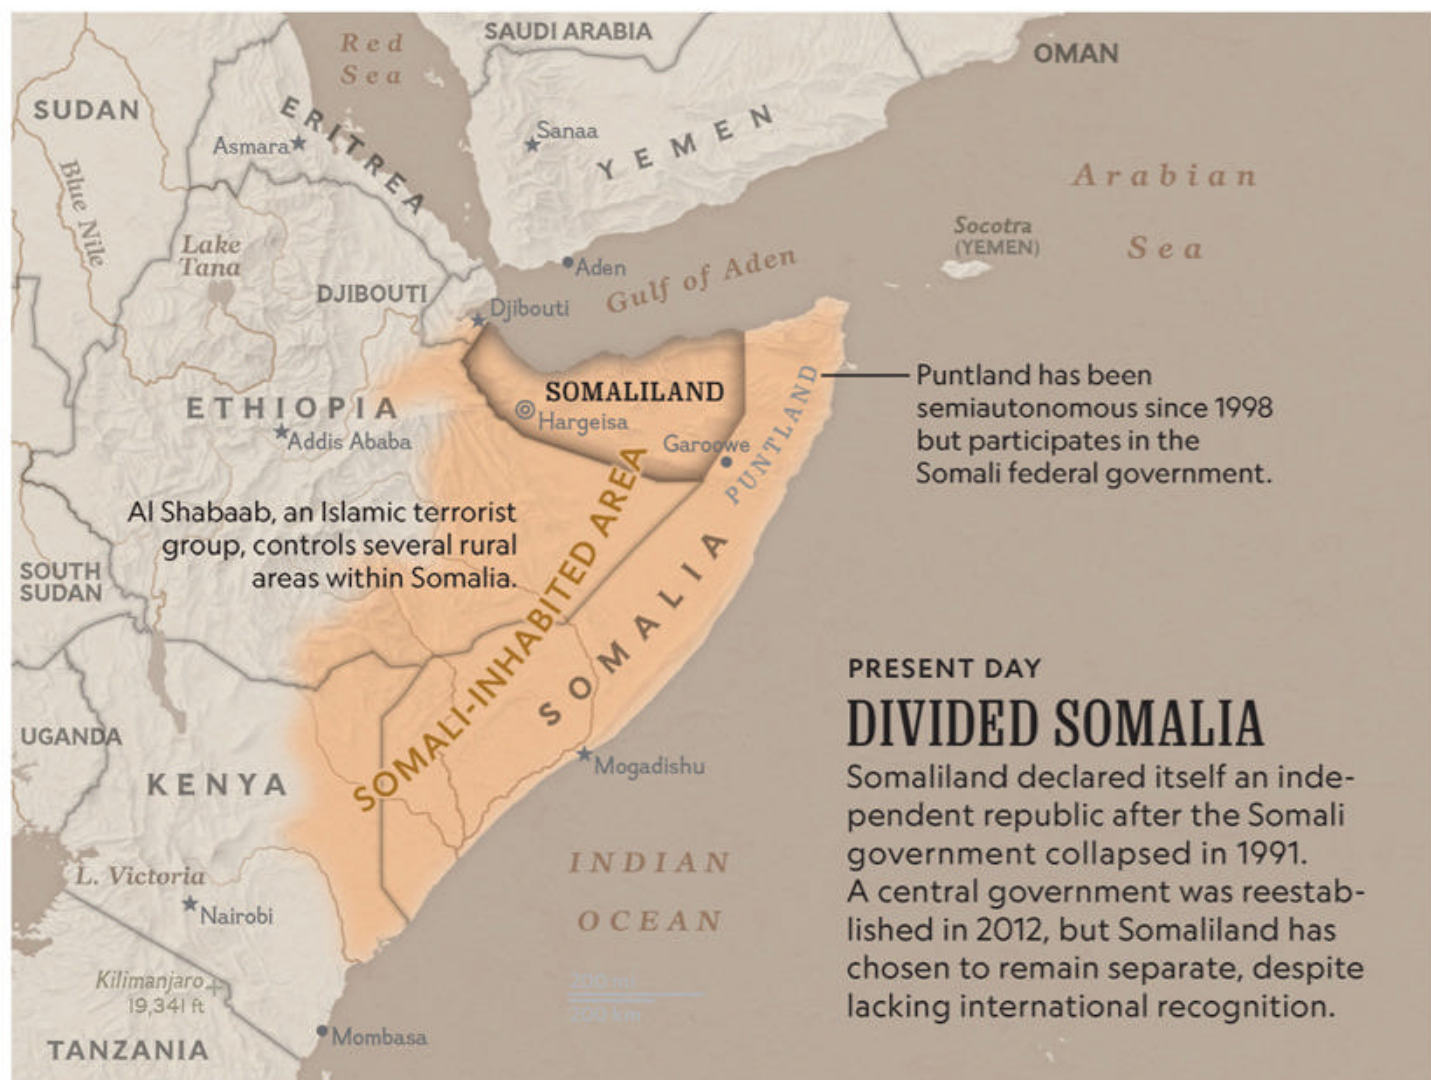 SAUDI ARABIA
OMAN
Red
Sea
SUDAN
ERITREA
Asmara
Sanaa
YEMEN
Blue Nile
Arabian
Sea
Socotra
(YEMEN)
Lake
Tana
Aden
Gulf of Aden
DJIBOUTI
Djibouti
SOMALILAND
Hargeisa
ETHIOPIA
Addis Ababa
Garoowe
PUNTLAND
Puntland has been
semiautonomous since 1998
but participates in the
Somali federal government.
Al Shabaab, an Islamic terrorist
group, controls several rural
areas within Somalia.
SOMALI-INHABITED AREA
SOMALIA
SOUTH
SUDAN
UGANDA
KENYA
Mogadishu
L. Victoria
Nairobi
INDIAN
OCEAN
Kilimanjaro
19,341 ft
200 mi
200 km
Mombasa
TANZANIA
PRESENT DAY
DIVIDED SOMALIA
Somaliland declared itself an inde-
pendent republic after the Somali
government collapsed in 1991.
A central government was reestab-
lished in 2012, but Somaliland has
chosen to remain separate, despite
lacking international recognition.